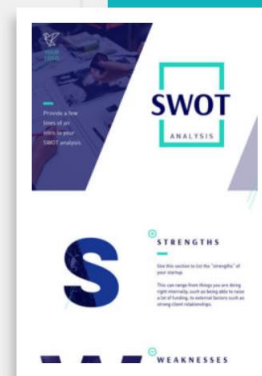 YOUR
LOGO
Provide a few
lines of an
intro to your
SWOT analysis
SWOT
ANALYSIS
S
STRENGTHS
Use this section to list the "strengths" of
your startup.
This can range from things you are doing
right internally, such as being able to raise
a lot of funding, to external factors such as
strong client relationships.
WEAKNESSES